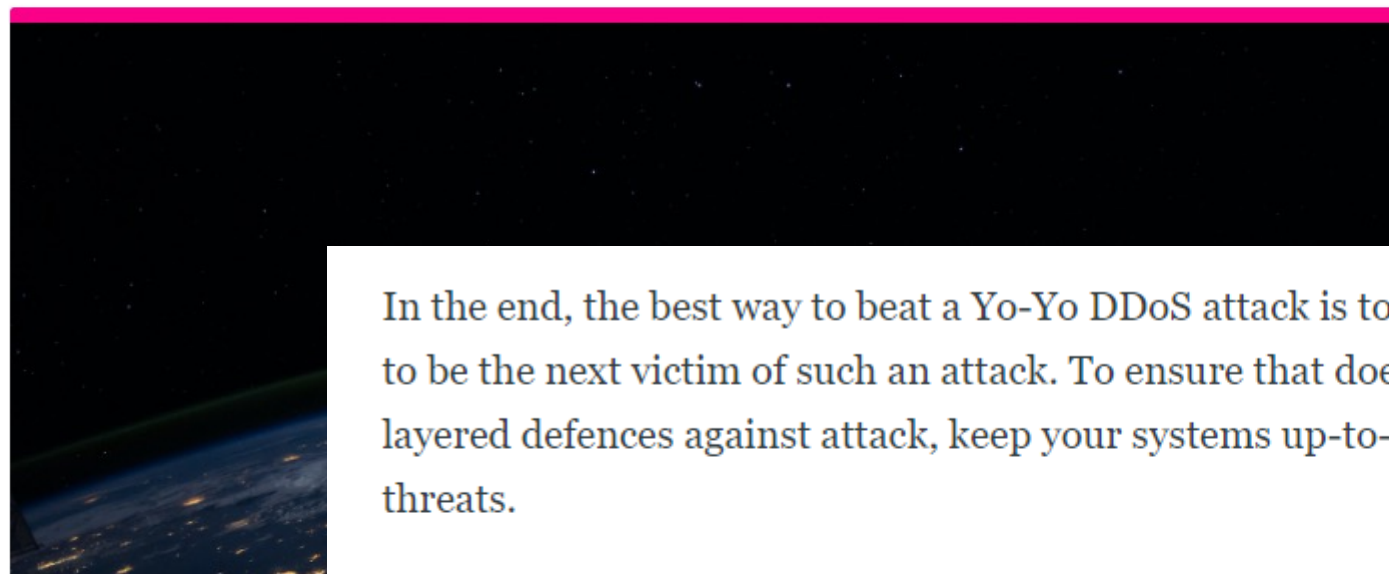 In the end, the best way to beat a Yo-Yo DDoS attack is to
to be the next victim of such an attack. To ensure that
layered defences against attack, keep your systems up-to-
threats.